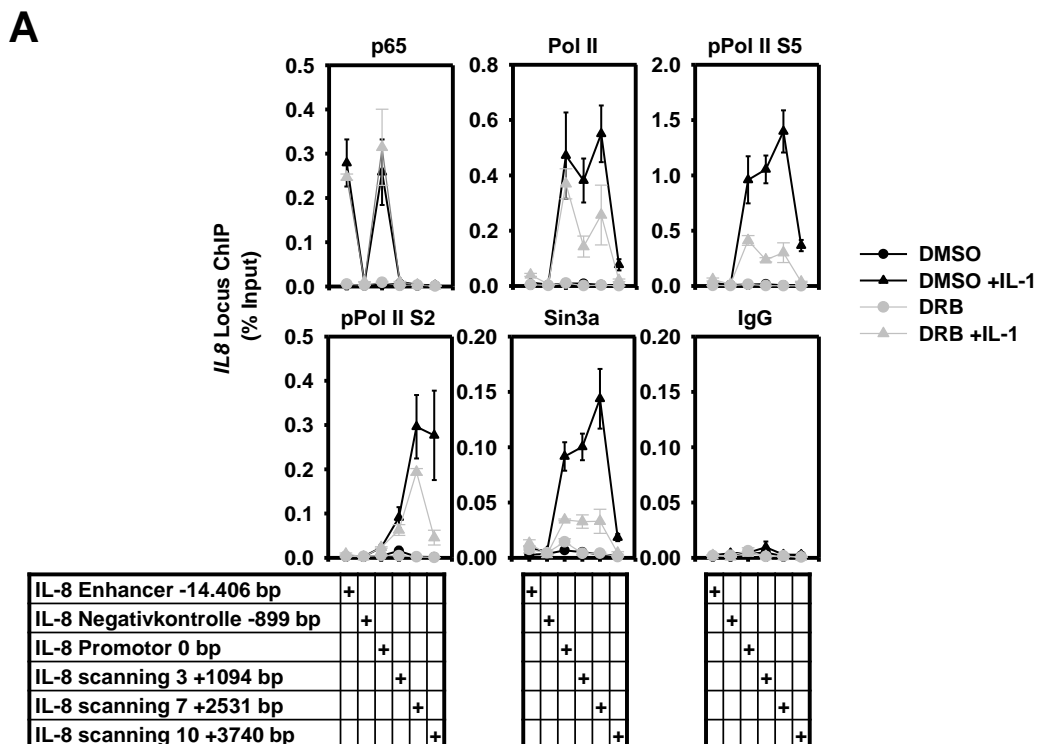 A
p65
Pol II
pPol II S5
0.5
0.4
0.3
0.2
0.1
0.0
0.8
0.6
0.4
0.2
0.0
2.0
1.5
1.0
0.5
0.0
IL8 Locus ChIP
(% Input)
DMSO
DMSO +IL-1
DRB
DRB +IL-1
pPol II S2
Sin3a
IgG
0.5
0.4
0.3
0.2
0.1
0.0
0.20
0.15
0.10
0.05
0.00
0.20
0.15
0.10
0.05
0.00
IL-8 Enhancer -14.406 bp + + +
IL-8 Negativkontrolle -899 bp + + +
IL-8 Promotor 0 bp + + +
IL-8 scanning 3 +1094 bp + + +
IL-8 scanning 7 +2531 bp + + +
IL-8 scanning 10 +3740 bp + + +